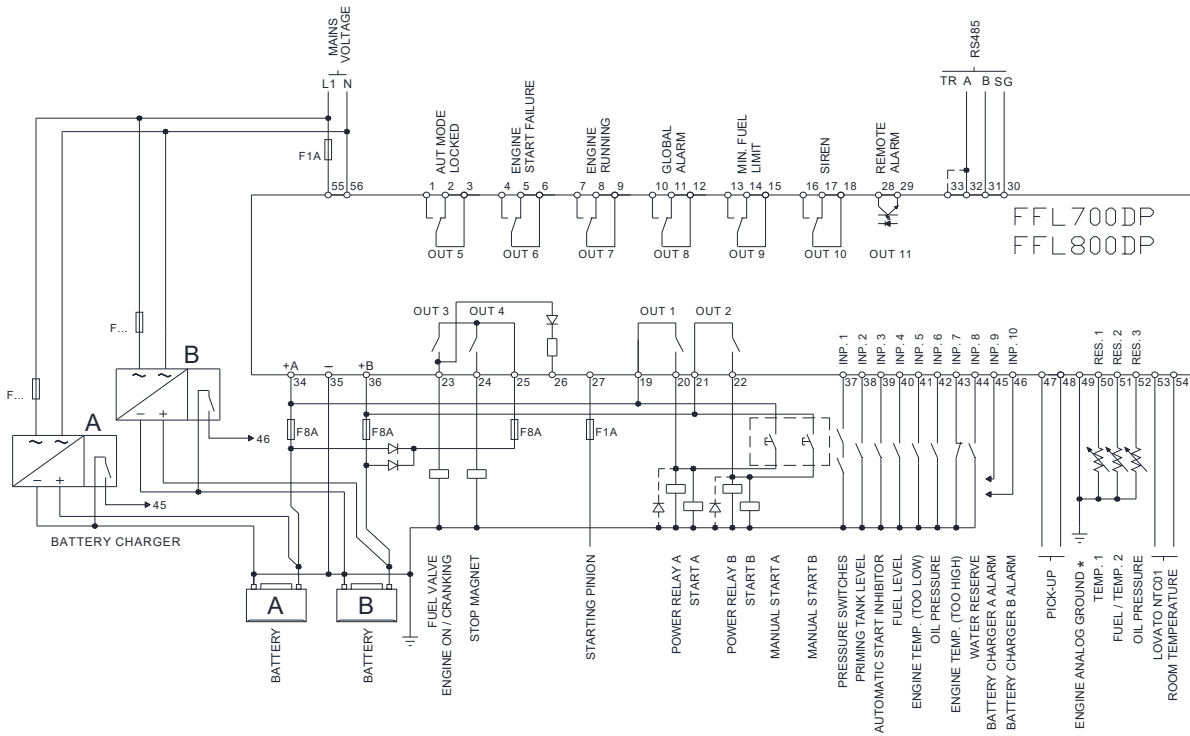 MAINS
VOLTAGE
L1 N
RS485
TR A B SG
F1A
AUT MODE
LOCKED
ENGINE
START FAILURE
ENGINE
RUNNING
GLOBAL
ALARM
MIN. FUEL
LIMIT
SIREN
REMOTE
ALARM
55 56
1 2 3
4 5 6
7 8 9
10 11 12
13 14 15
16 17 18
28 29
33 32 31 30
OUT 5
OUT 6
OUT 7
OUT 8
OUT 9
OUT 10
OUT 11
FFL700DP
FFL800DP
F...
F...
B
A
46
45
BATTERY CHARGER
OUT 3
OUT 4
OUT 1
OUT 2
INP. 1
INP. 2
INP. 3
INP. 4
INP. 5
INP. 6
INP. 7
INP. 8
INP. 9
INP. 10
RES. 1
RES. 2
RES. 3
+A
–
+B
34 35 36 23 24 25 26 27 19 20 21 22 37 38 39 40 41 42 43 44 45 46 47 48 49 50 51 52 53 54
F8A
F8A
F8A
F1A
A
B
BATTERY
BATTERY
FUEL VALVE
ENGINE ON / CRANKING
STOP MAGNET
STARTING PINION
POWER RELAY A
START A
POWER RELAY B
START B
MANUAL START A
MANUAL START B
PRESSURE SWITCHES
PRIMING TANK LEVEL
AUTOMATIC START INHIBITOR
FUEL LEVEL
ENGINE TEMP. (TOO LOW)
OIL PRESSURE
ENGINE TEMP. (TOO HIGH)
WATER RESERVE
BATTERY CHARGER A ALARM
BATTERY CHARGER B ALARM
PICK-UP
ENGINE ANALOG GROUND *
TEMP. 1
FUEL / TEMP. 2
OIL PRESSURE
LOVATO NTC01
ROOM TEMPERATURE